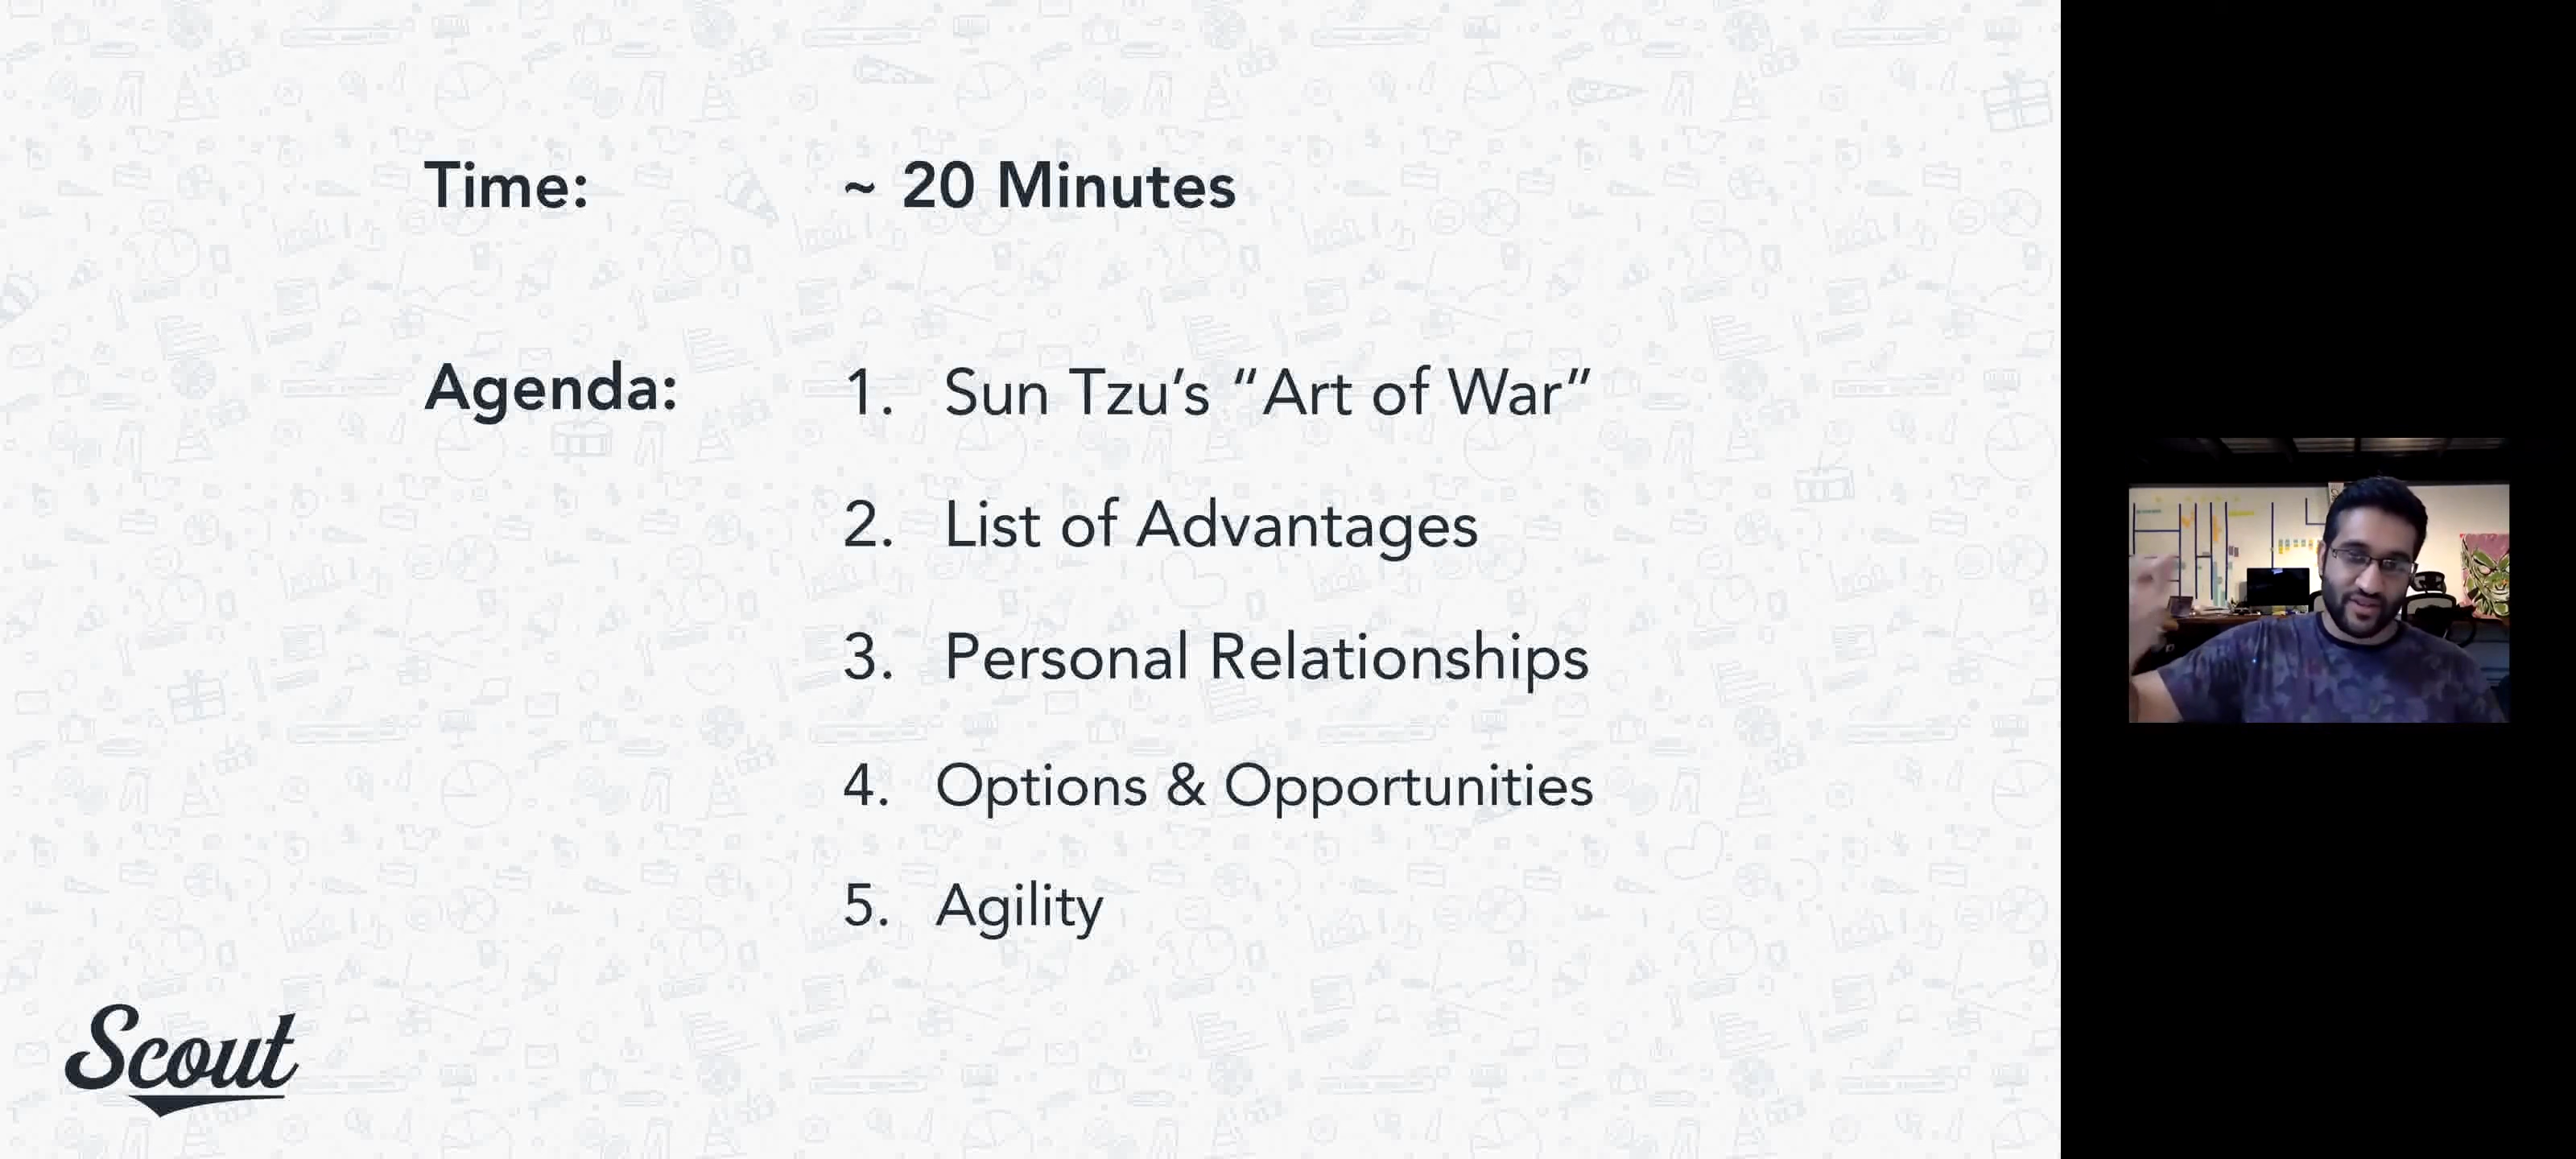 Time: ~ 20 Minutes
Agenda: 1. Sun Tzu’s “Art of War”
2. List of Advantages
3. Personal Relationships
4. Options & Opportunities
5. Agility
Scout